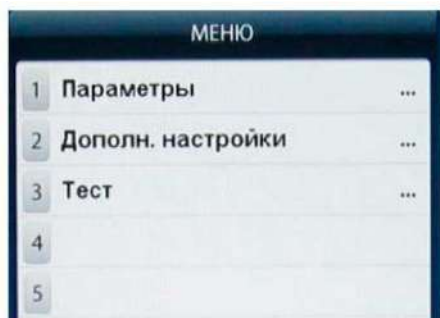 МЕНЮ
1 Параметры ...
2 Дополн. настройки ...
3 Тест ...
4
5